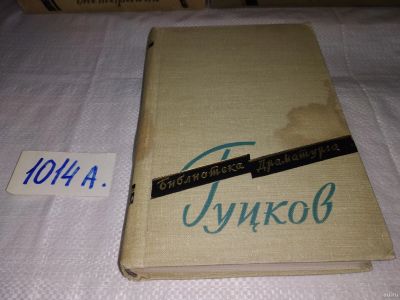 1014 А.
Библиотека Драматурга
Гуцков